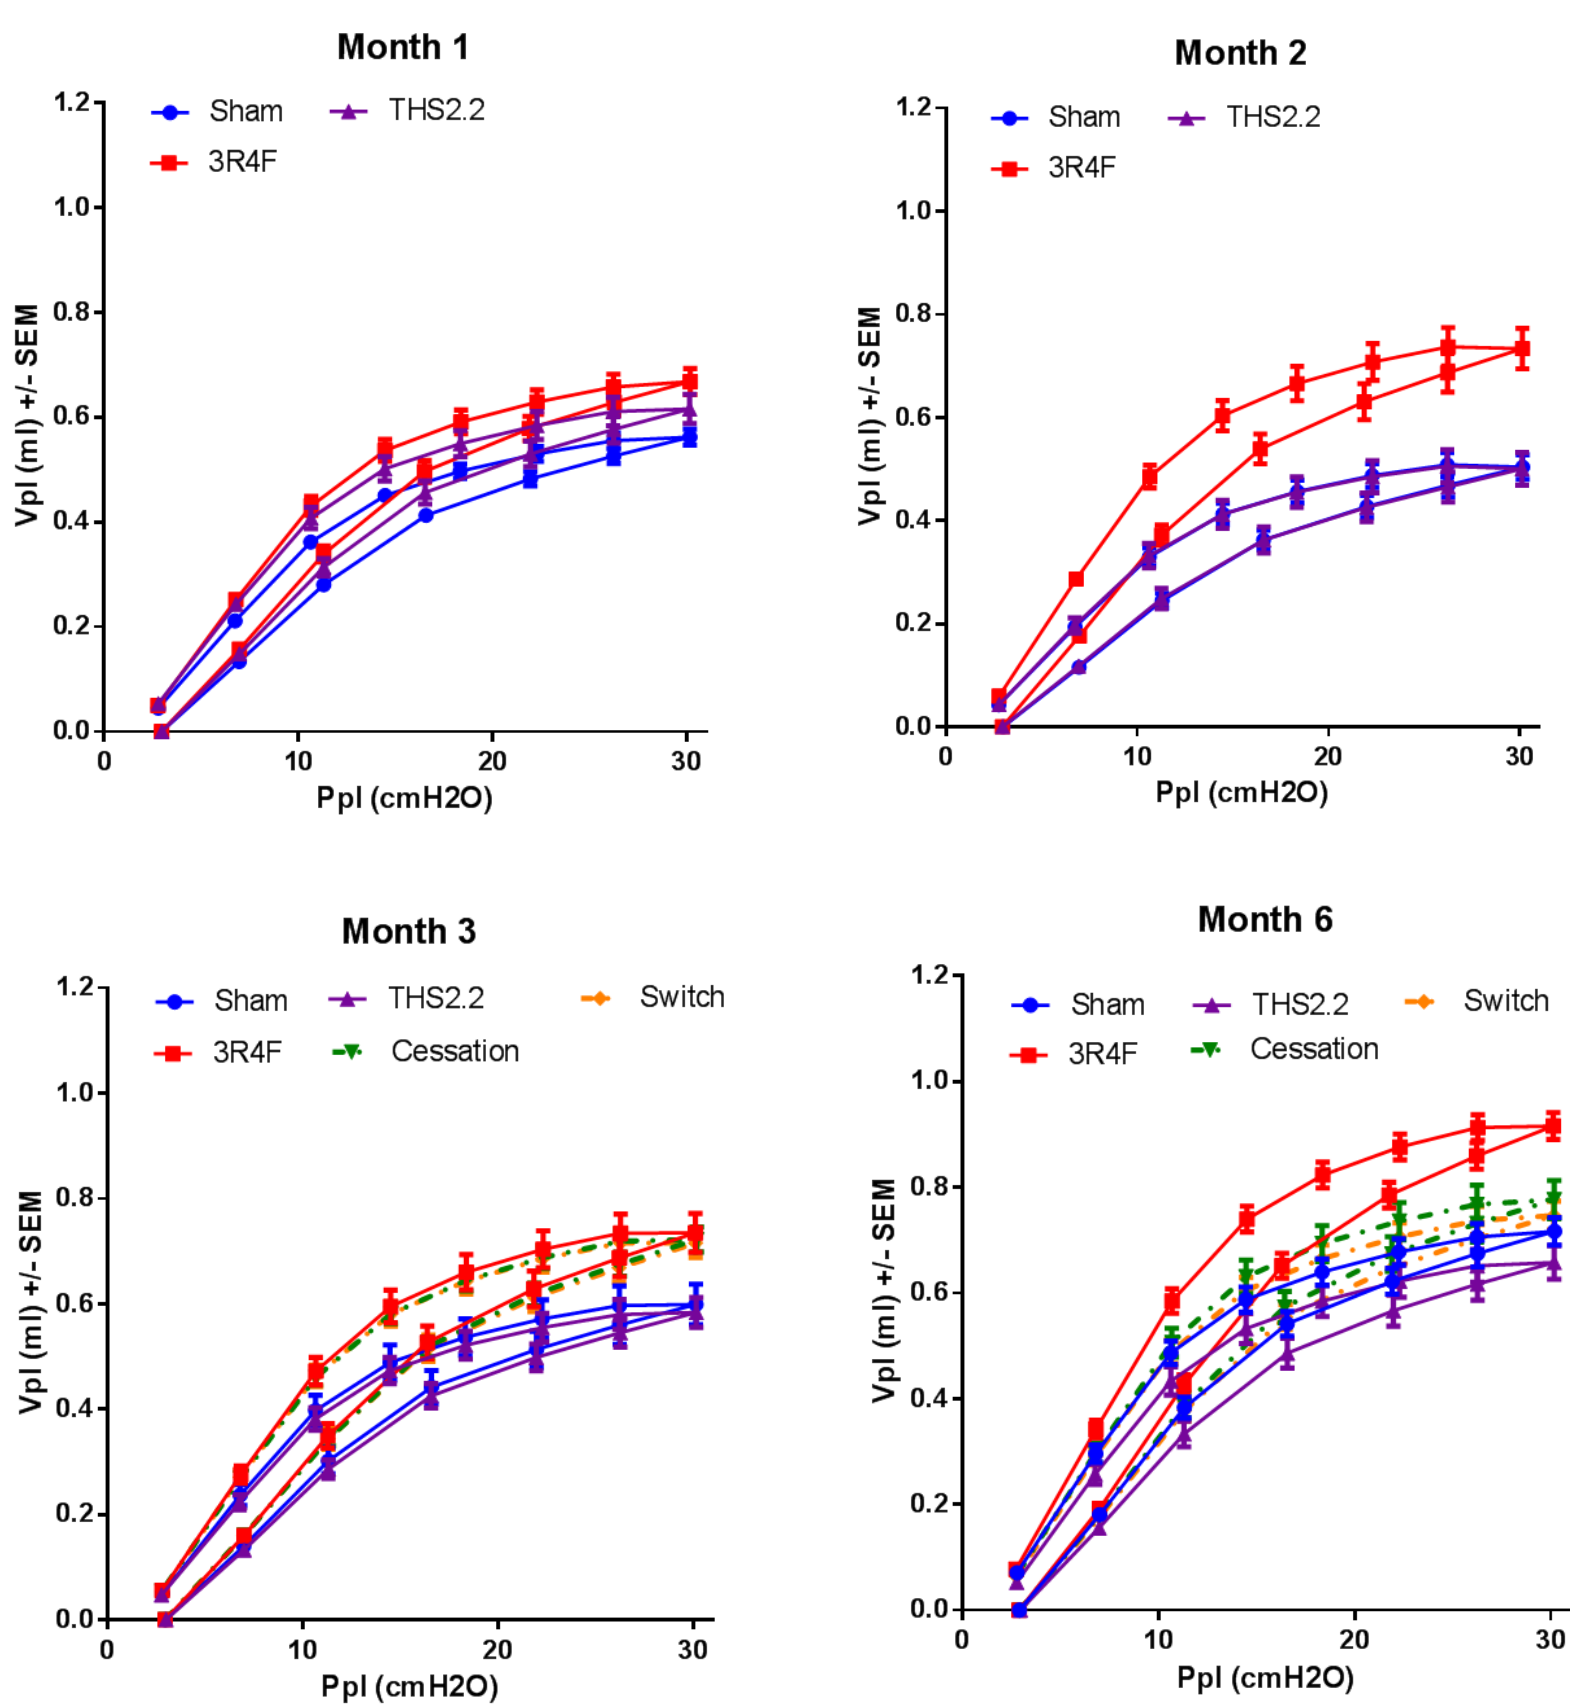 Month 1
Sham THS2.2
3R4F
1.2
1.0
0.8
0.6
0.4
0.2
0.0
Vpl (ml) +/- SEM
0 10 20 30
Ppl (cmH2O)
Month 2
Sham THS2.2
3R4F
1.2
1.0
0.8
0.6
0.4
0.2
0.0
Vpl (ml) +/- SEM
0 10 20 30
Ppl (cmH2O)
Month 3
Sham THS2.2 Switch
3R4F Cessation
1.2
1.0
0.8
0.6
0.4
0.2
0.0
Vpl (ml) +/- SEM
0 10 20 30
Ppl (cmH2O)
Month 6
Sham THS2.2 Switch
3R4F Cessation
1.2
1.0
0.8
0.6
0.4
0.2
0.0
Vpl (ml) +/- SEM
0 10 20 30
Ppl (cmH2O)